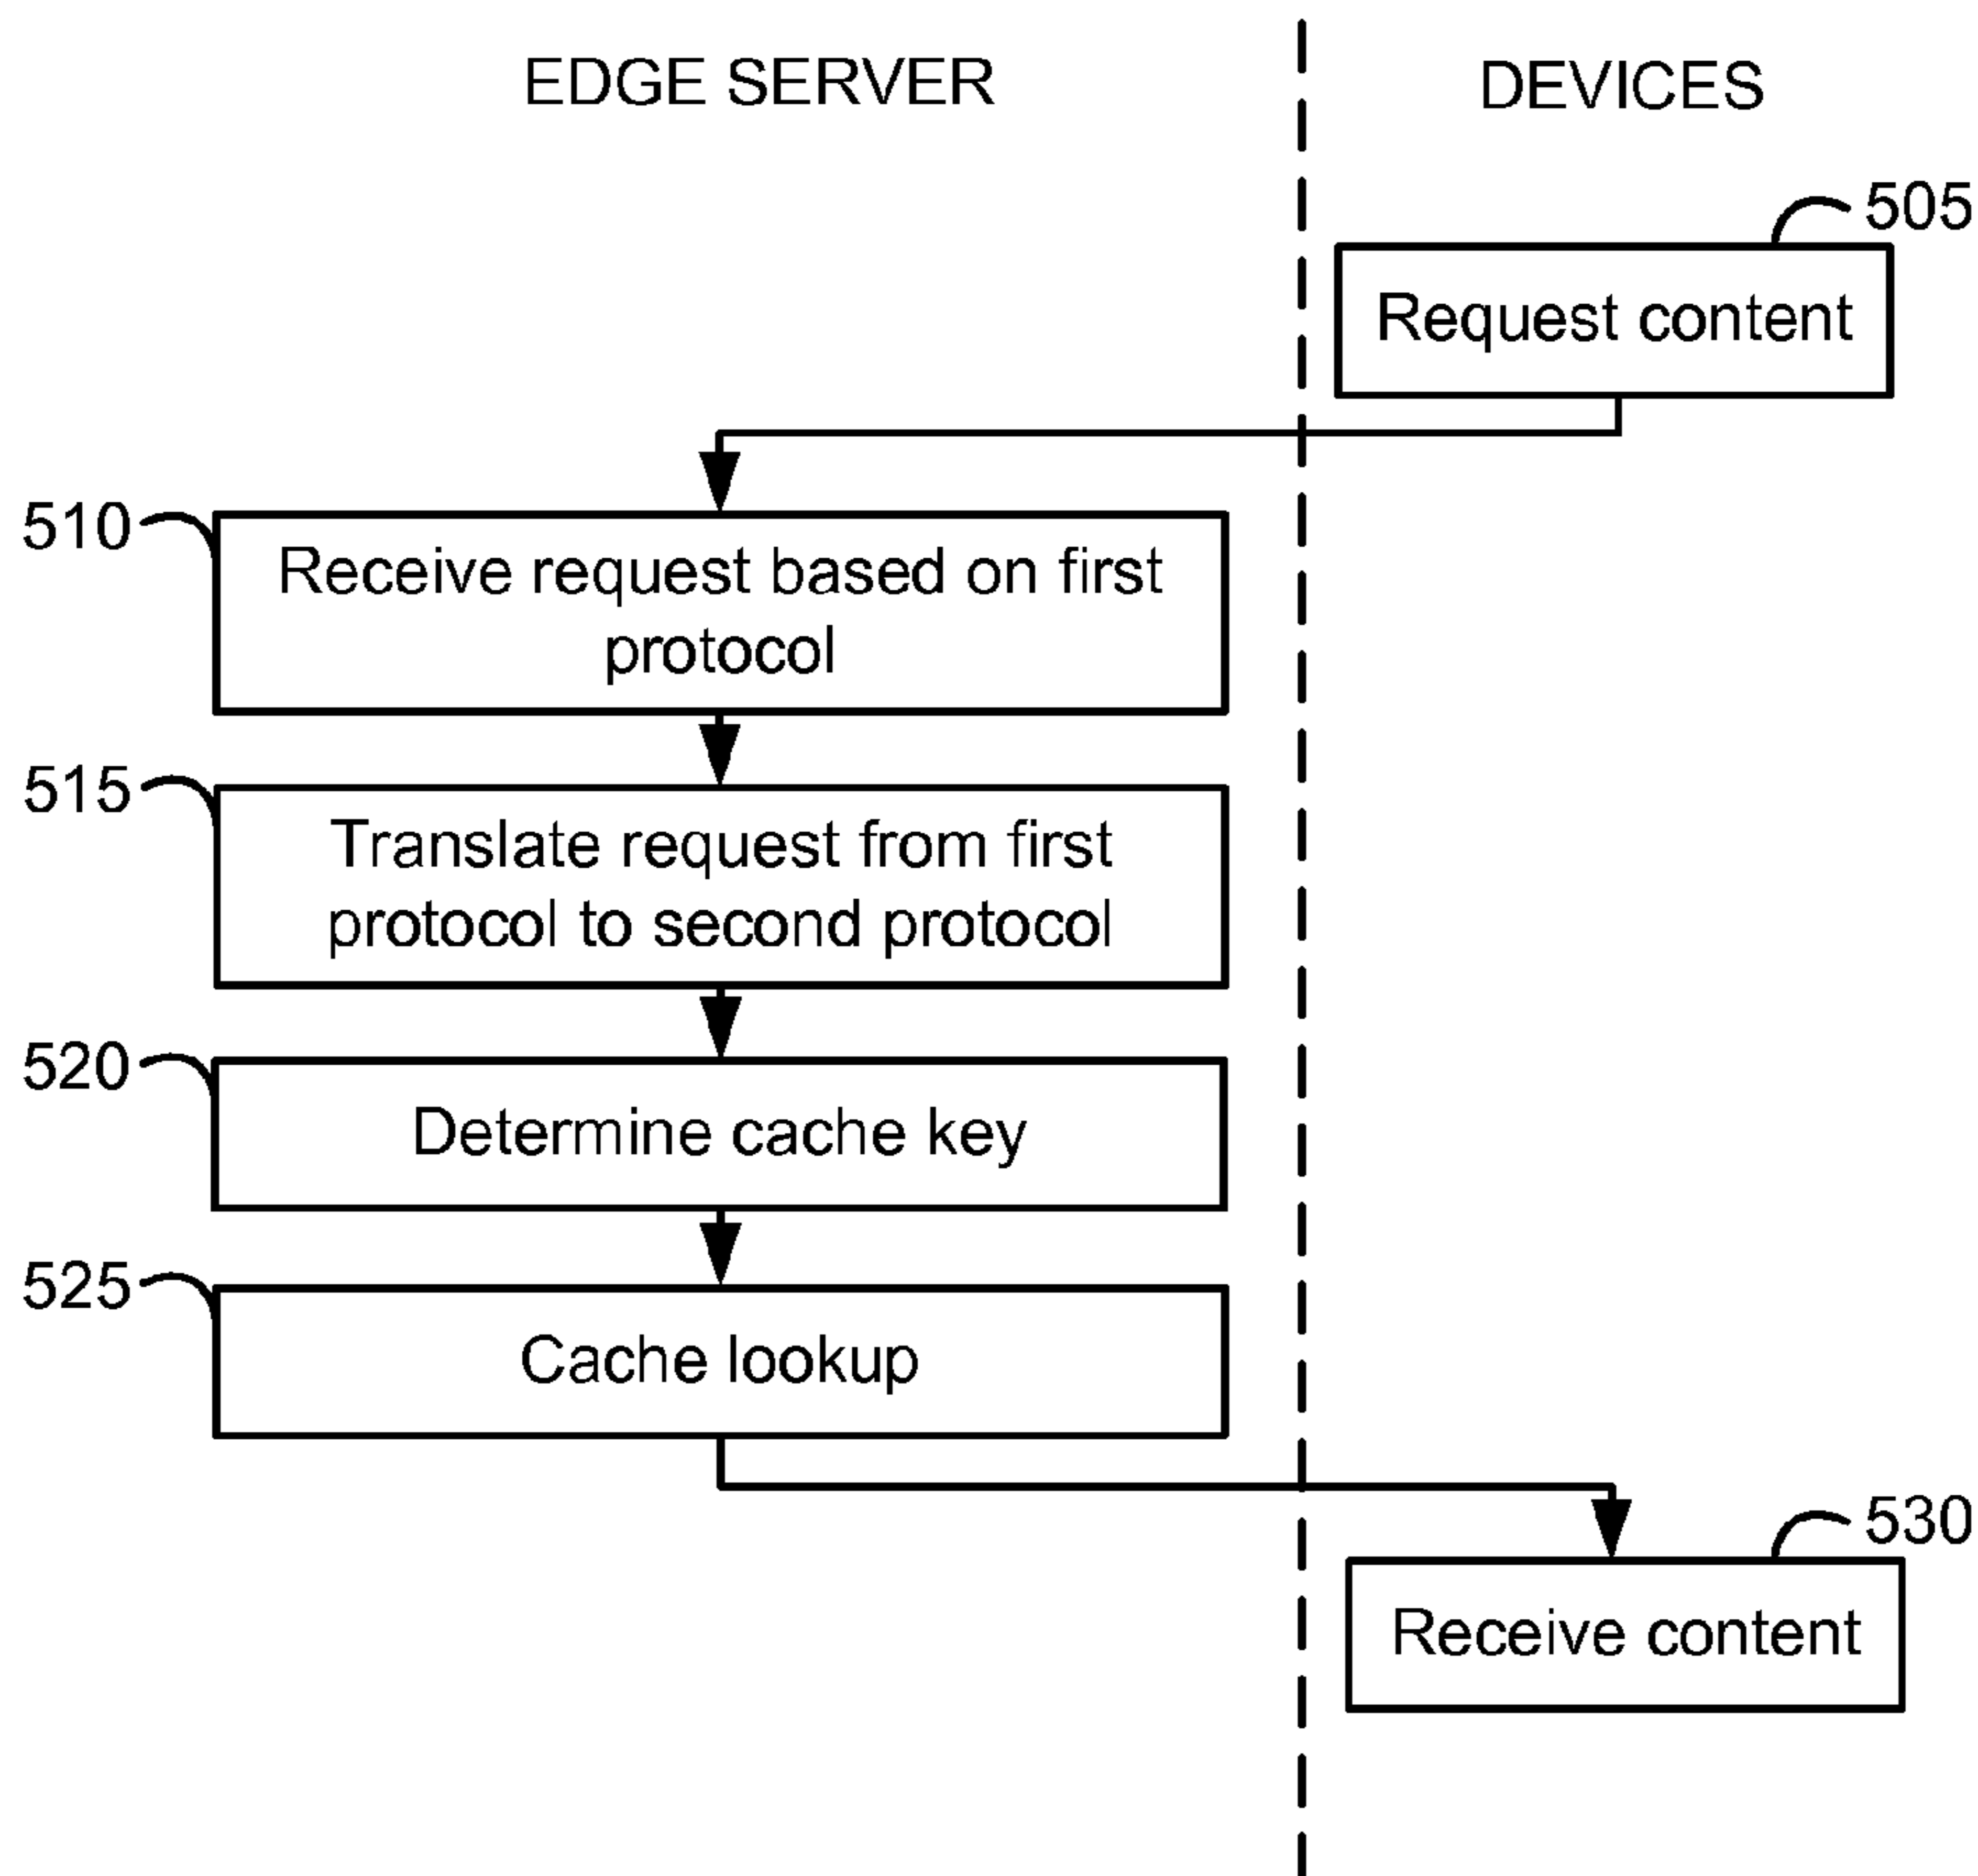 EDGE SERVER
DEVICES
505
Request content
510
Receive request based on first
protocol
515
Translate request from first
protocol to second protocol
520
Determine cache key
525
Cache lookup
530
Receive content